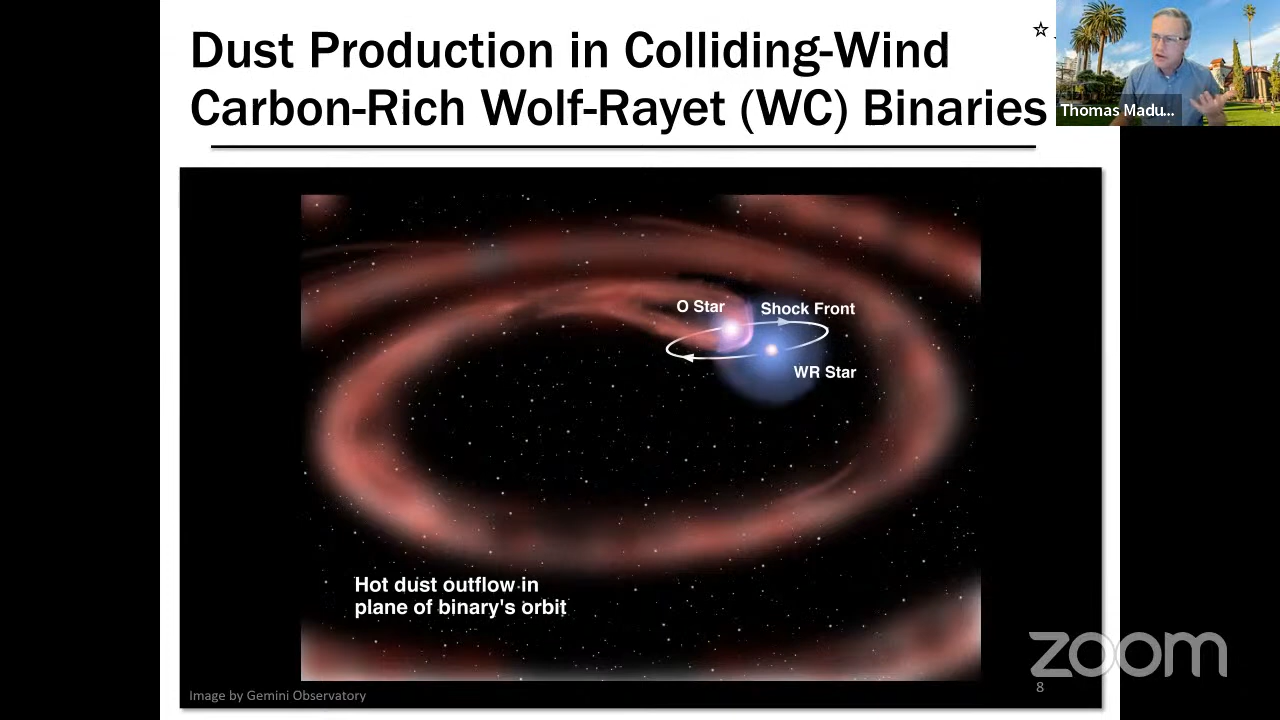 Dust Production in Colliding-Wind
Carbon-Rich Wolf-Rayet (WC) Binaries
Thomas Madu...
O Star
Shock Front
WR Star
Hot dust outflow in
plane of binary's orbit
Image by Gemini Observatory
8
zoom